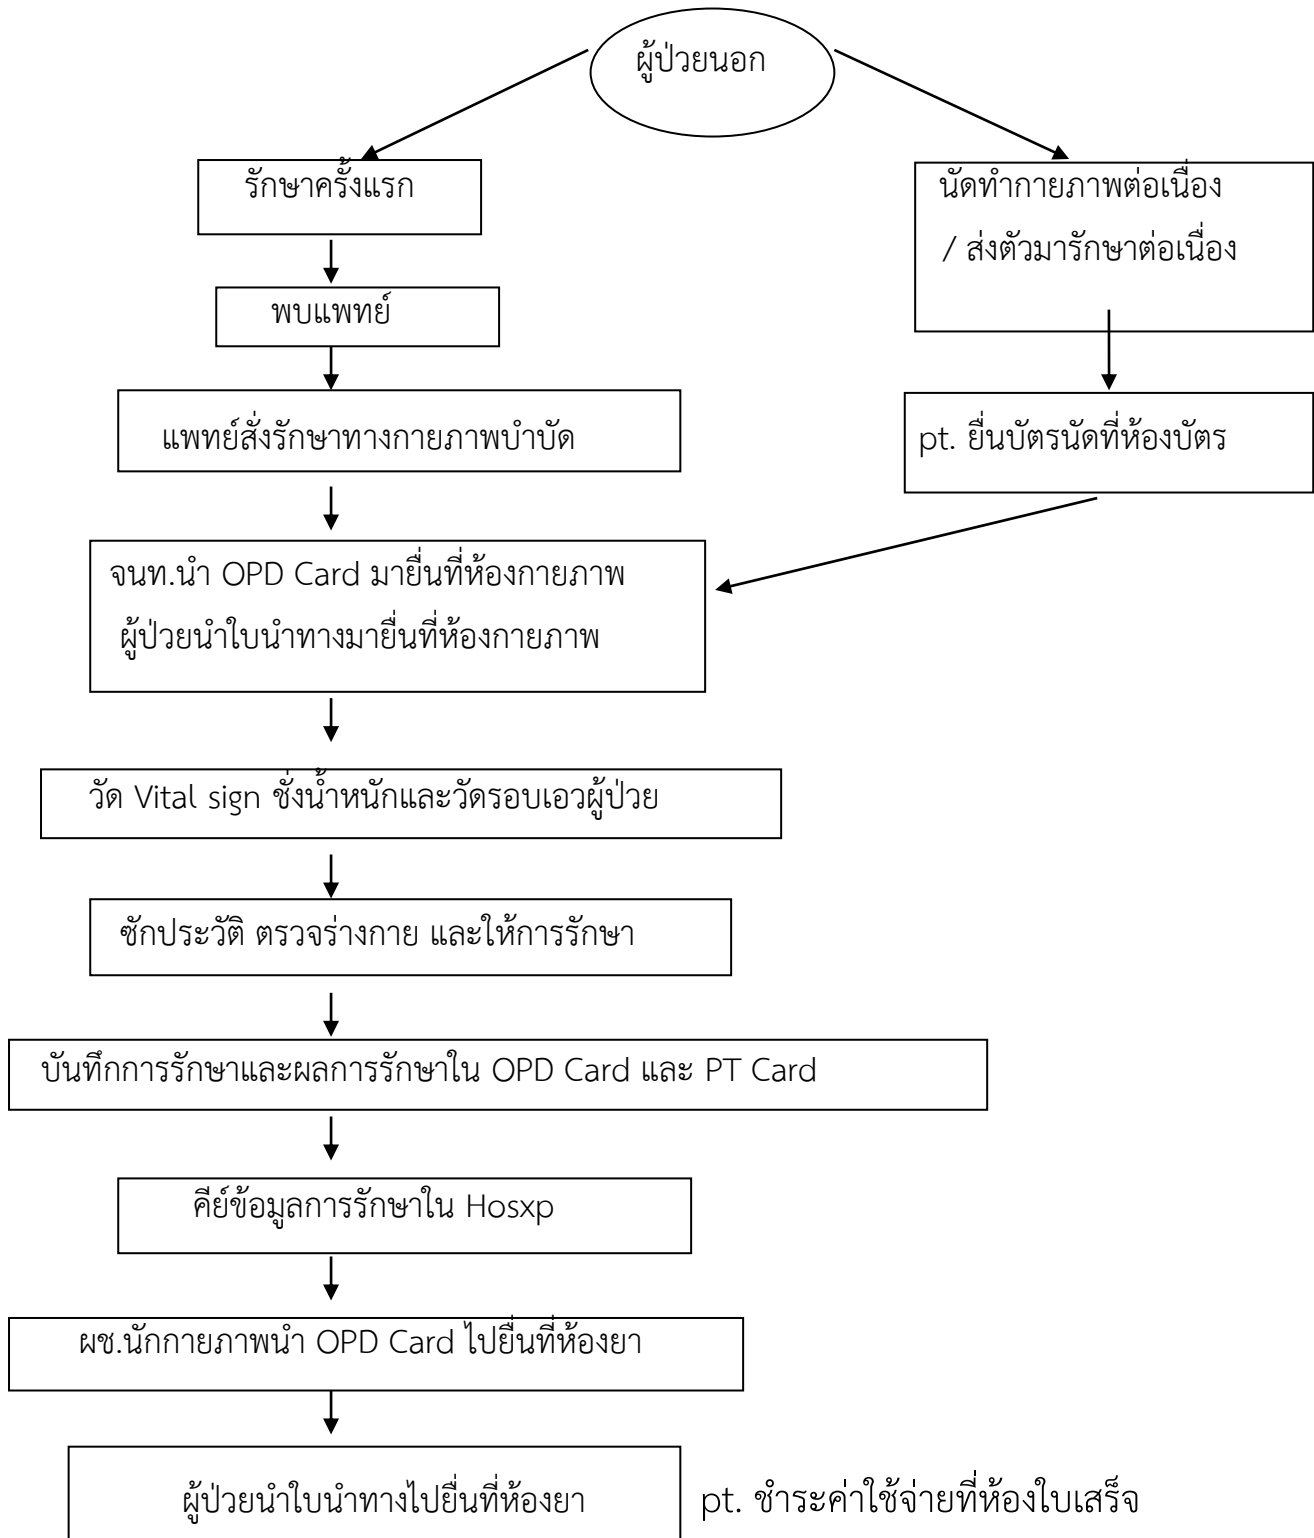 ผู้ป่วยนอก
รักษาครั้งแรก
นัดทำกายภาพต่อเนื่อง
/ ส่งตัวมารักษาต่อเนื่อง
พบแพทย์
แพทย์สั่งรักษาทางกายภาพบำบัด
pt. ยื่นบัตรนัดที่ห้องบัตร
จนท.นำ OPD Card มายื่นที่ห้องกายภาพ
ผู้ป่วยนำใบนำทางมายื่นที่ห้องกายภาพ
วัด Vital sign ชั่งน้ำหนักและวัดรอบเอวผู้ป่วย
ซักประวัติ ตรวจร่างกาย และให้การรักษา
บันทึกการรักษาและผลการรักษาใน OPD Card และ PT Card
คีย์ข้อมูลการรักษาใน Hosxp
ผช.นักกายภาพนำ OPD Card ไปยื่นที่ห้องยา
ผู้ป่วยนำใบนำทางไปยื่นที่ห้องยา
pt. ชำระค่าใช้จ่ายที่ห้องใบเสร็จ